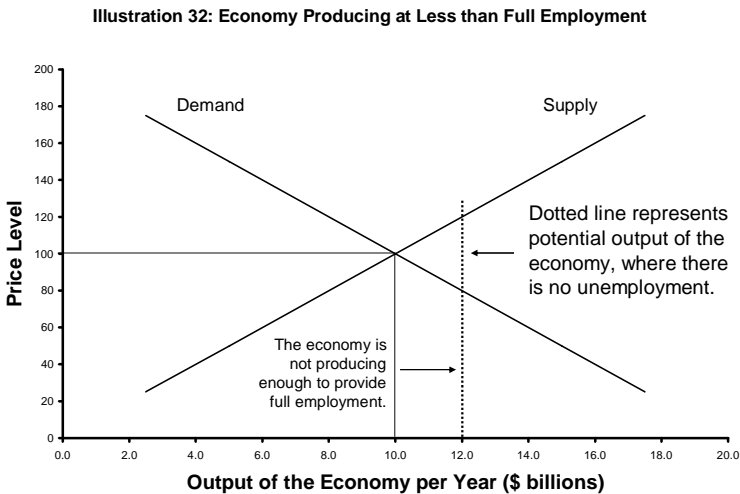 Illustration 32: Economy Producing at Less than Full Employment
200
180
160
140
120
100
80
60
40
20
0
Price Level
Demand
Supply
Dotted line represents
potential output of the
economy, where there
is no unemployment.
The economy is
not producing
enough to provide
full employment.
0.0 2.0 4.0 6.0 8.0 10.0 12.0 14.0 16.0 18.0 20.0
Output of the Economy per Year ($ billions)